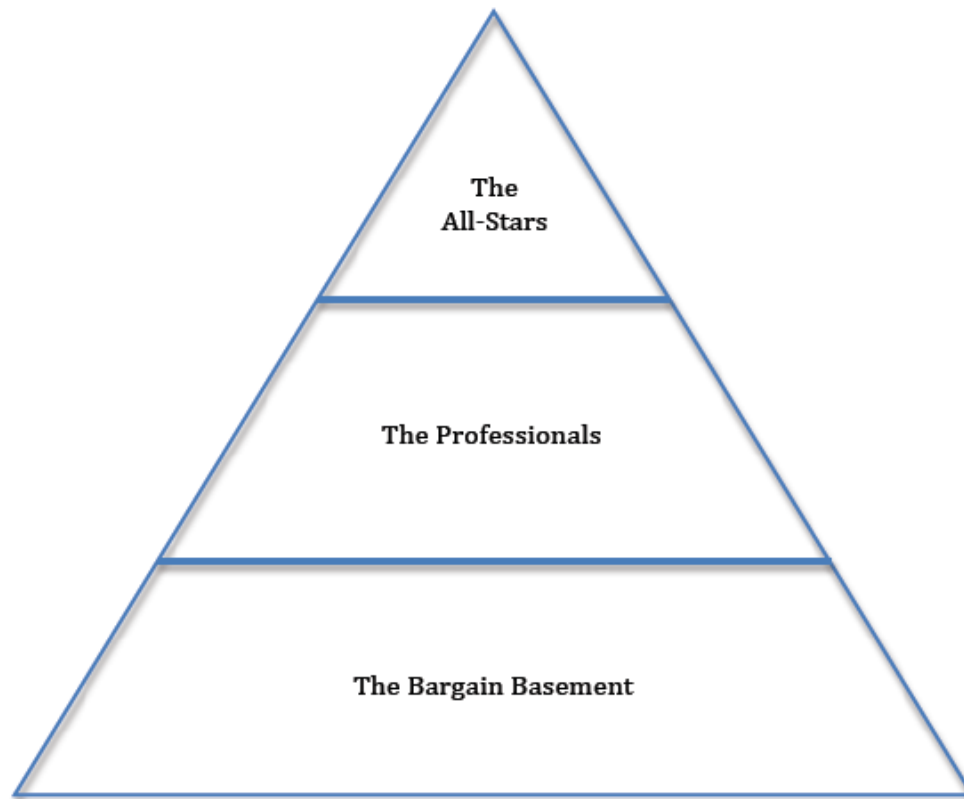 The
All-Stars
The Professionals
The Bargain Basement